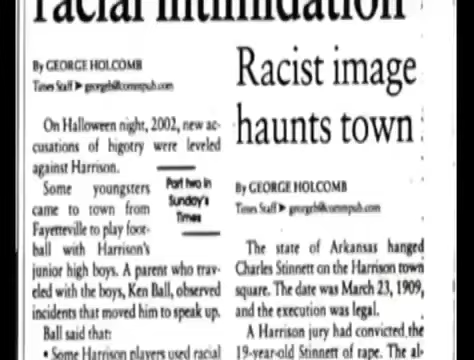 racial intimidation
By GEORGE HOLCOMB
Times Staff ➤
On Halloween night, 2002, new ac-
cusations of bigotry were leveled
against Harrison.
Some youngsters
came to town from
Fayetteville to play foot-
ball with Harrison's
junior high boys. A parent who trav-
eled with the boys, Ken Ball, observed
incidents that moved him to speak up.
Ball said that:
• Some Harrison players used racial
Part two in
Sunday's
Times
Racist image
haunts town
By GEORGE HOLCOMB
Times Staff ➤
The state of Arkansas hanged
Charles Stinnett on the Harrison town
square. The date was March 23, 1909,
and the execution was legal.
A Harrison jury had convicted the
19-year-old Stinnett of rape. The al-